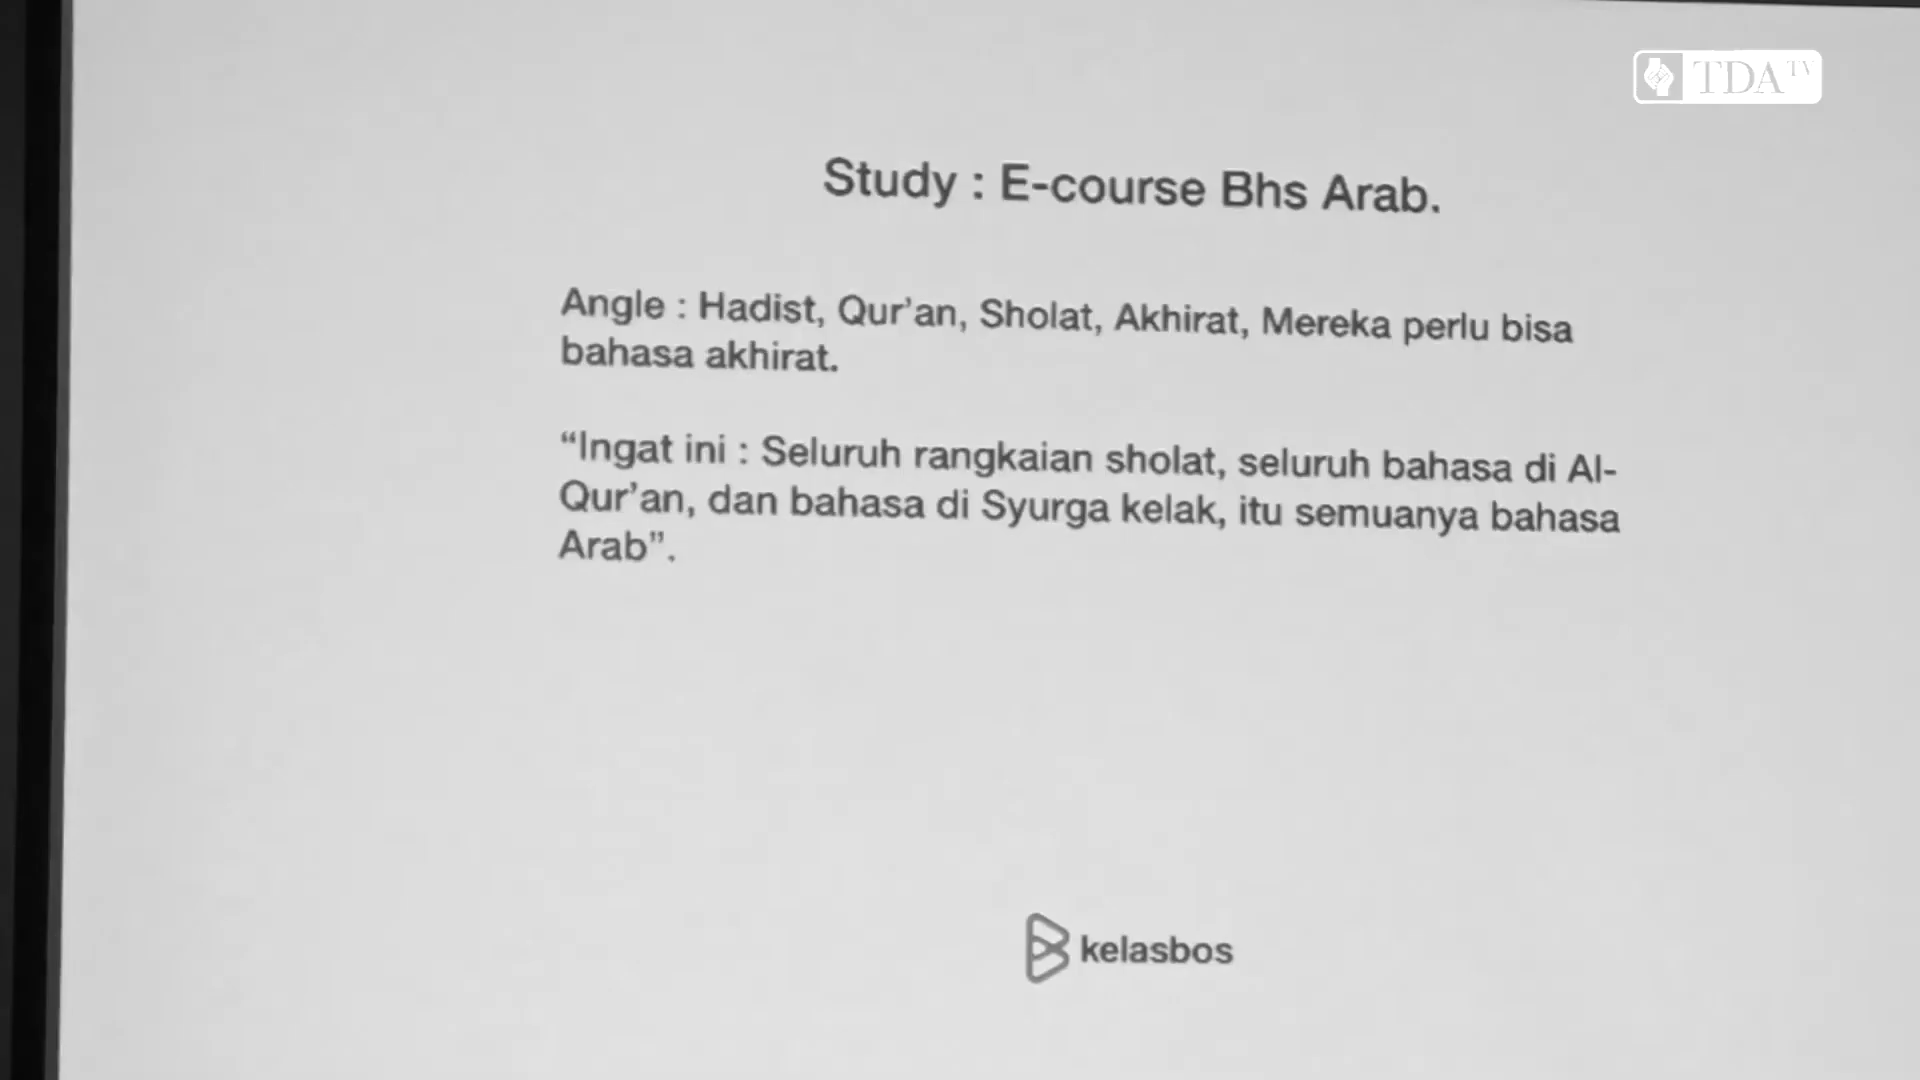 TDA TV
Study : E-course Bhs Arab.
Angle : Hadist, Qur’an, Sholat, Akhirat, Mereka perlu bisa
bahasa akhirat.
“Ingat ini : Seluruh rangkaian sholat, seluruh bahasa di Al-
Qur’an, dan bahasa di Syurga kelak, itu semuanya bahasa
Arab”.
kelasbos